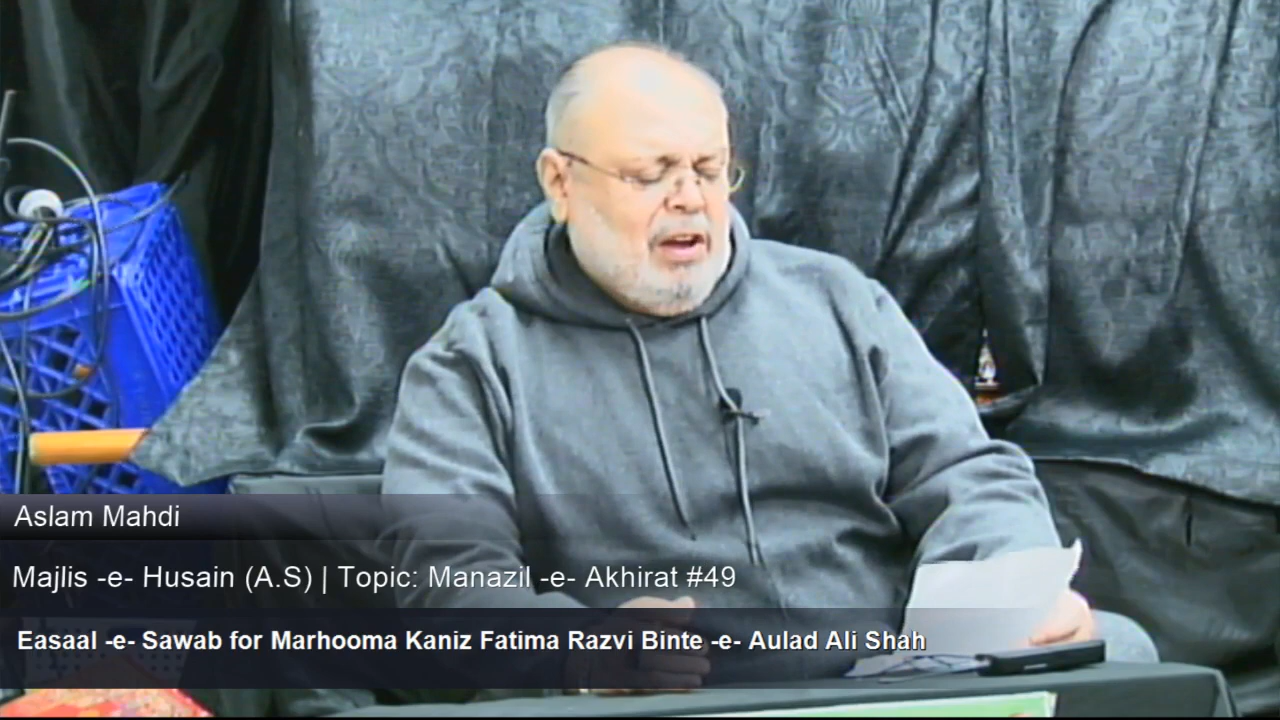 Aslam Mahdi
Majlis -e- Husain (A.S) | Topic: Manazil -e- Akhirat #49
Easaal -e- Sawab for Marhooma Kaniz Fatima Razvi Binte -e- Aulad Ali Shah